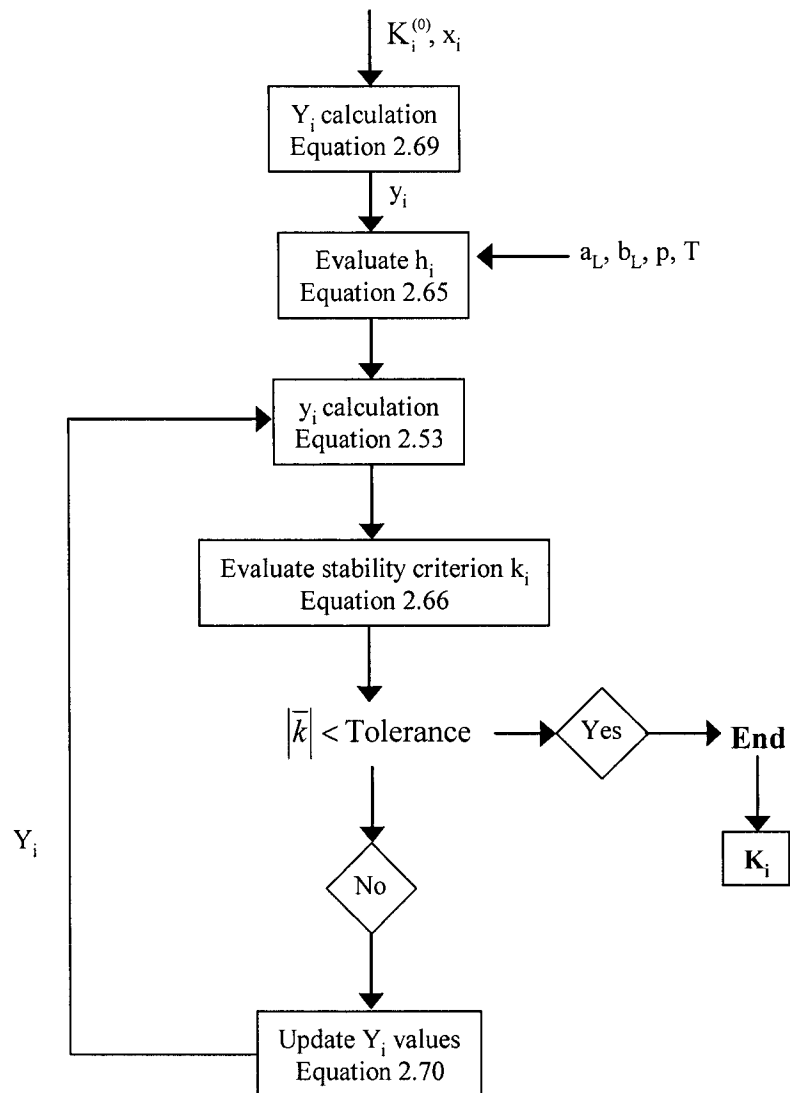 K_i^(0), x_i
Y_i calculation
Equation 2.69
y_i
Evaluate h_i
Equation 2.65
a_L, b_L, p, T
y_i calculation
Equation 2.53
Evaluate stability criterion k_i
Equation 2.66
|k̅| < Tolerance
Yes
End
K_i
No
Y_i
Update Y_i values
Equation 2.70